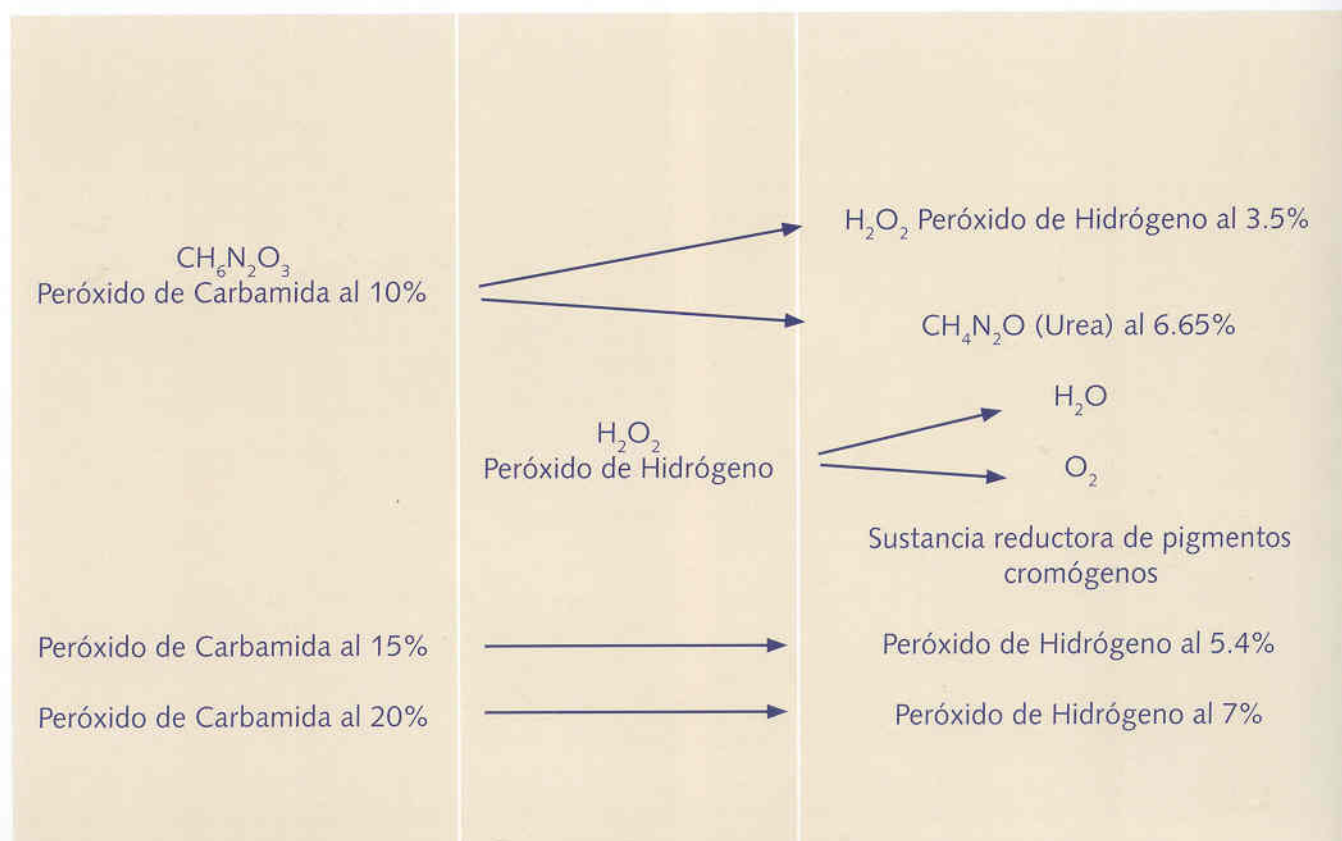 CH₆N₂O₃
Peróxido de Carbamida al 10%
H₂O₂ Peróxido de Hidrógeno al 3.5%
CH₄N₂O (Urea) al 6.65%
H₂O₂
Peróxido de Hidrógeno
H₂O
O₂
Sustancia reductora de pigmentos
cromógenos
Peróxido de Carbamida al 15%
Peróxido de Hidrógeno al 5.4%
Peróxido de Carbamida al 20%
Peróxido de Hidrógeno al 7%